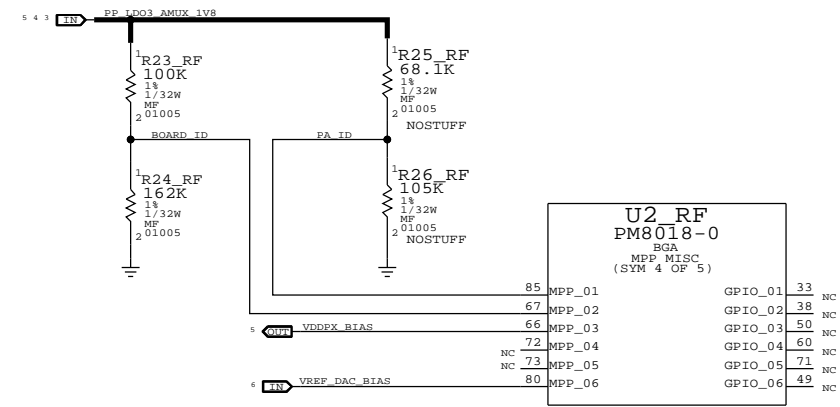 5 4 3 IN PP_LDO3_AMUX_1V8
1
R23_RF
100K
1%
1/32W
MF
2 01005
1
R25_RF
68.1K
1%
1/32W
MF
2 01005
NOSTUFF
BOARD_ID
PA_ID
1
R24_RF
162K
1%
1/32W
MF
2 01005
1
R26_RF
105K
1%
1/32W
MF
2 01005
NOSTUFF
U2_RF
PM8018-0
BGA
MPP MISC
(SYM 4 OF 5)
85 MPP_01 GPIO_01 33 NC
67 MPP_02 GPIO_02 38 NC
5 OUT VDDPX_BIAS 66 MPP_03 GPIO_03 50 NC
NC 72 MPP_04 GPIO_04 60 NC
NC 73 MPP_05 GPIO_05 71 NC
6 IN VREF_DAC_BIAS 80 MPP_06 GPIO_06 49 NC